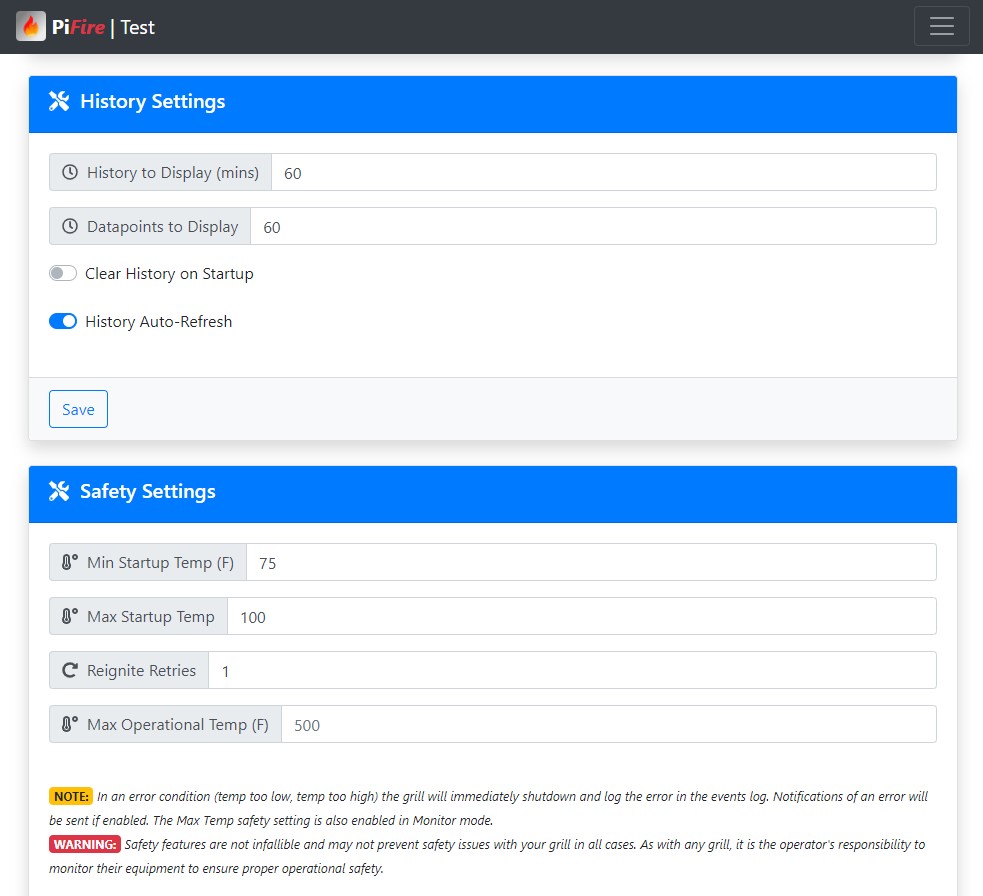 PiFire | Test
History Settings
History to Display (mins) 60
Datapoints to Display 60
Clear History on Startup
History Auto-Refresh
Save
Safety Settings
Min Startup Temp (F) 75
Max Startup Temp 100
Reignite Retries 1
Max Operational Temp (F) 500
NOTE: In an error condition (temp too low, temp too high) the grill will immediately shutdown and log the error in the events log. Notifications of an error will
be sent if enabled. The Max Temp safety setting is also enabled in Monitor mode.
WARNING: Safety features are not infallible and may not prevent safety issues with your grill in all cases. As with any grill, it is the operator's responsibility to
monitor their equipment to ensure proper operational safety.